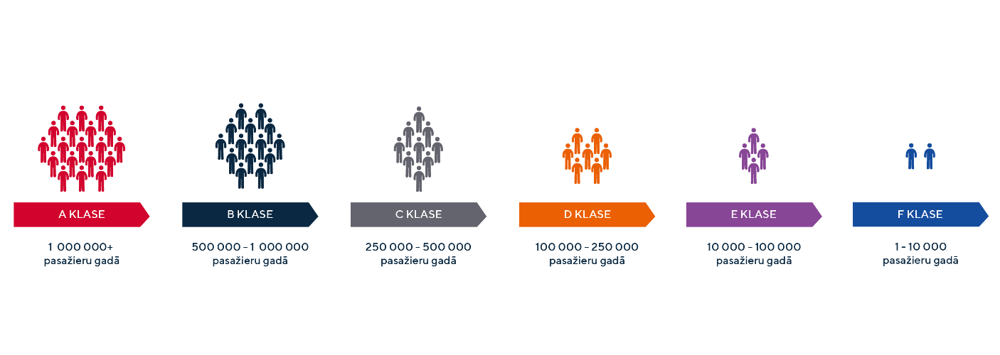 A KLASE
1 000 000+
pasažieru gadā
B KLASE
500 000 - 1 000 000
pasažieru gadā
C KLASE
250 000 - 500 000
pasažieru gadā
D KLASE
100 000 - 250 000
pasažieru gadā
E KLASE
10 000 - 100 000
pasažieru gadā
F KLASE
1 - 10 000
pasažieru gadā